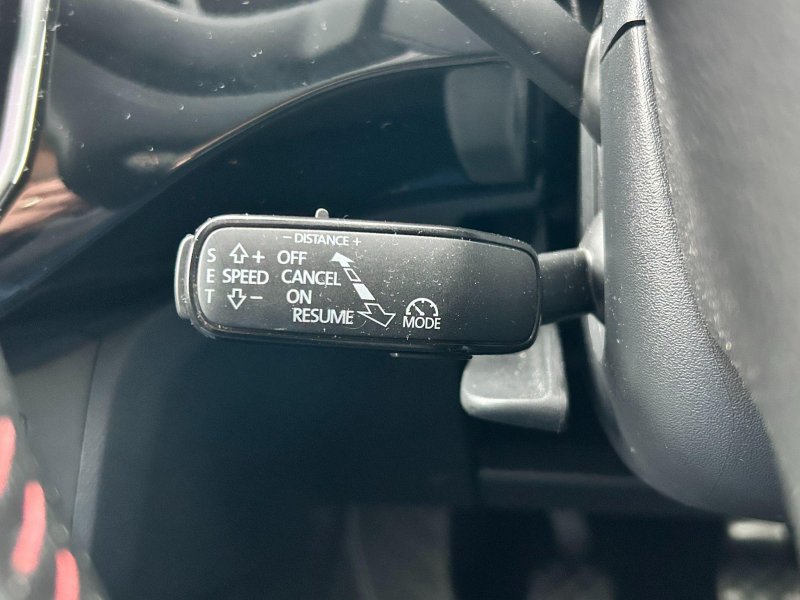 − DISTANCE +
S + OFF
E SPEED CANCEL
T − ON
RESUME
MODE